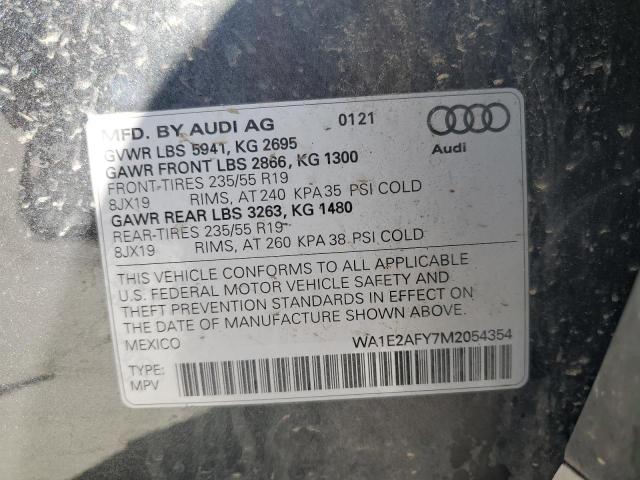 MFD. BY AUDI AG 0121
Audi
GVWR LBS 5941, KG 2695
GAWR FRONT LBS 2866, KG 1300
FRONT-TIRES 235/55 R19
8JX19 RIMS, AT 240 KPA 35 PSI COLD
GAWR REAR LBS 3263, KG 1480
REAR-TIRES 235/55 R19
8JX19 RIMS, AT 260 KPA 38 PSI COLD
THIS VEHICLE CONFORMS TO ALL APPLICABLE
U.S. FEDERAL MOTOR VEHICLE SAFETY AND
THEFT PREVENTION STANDARDS IN EFFECT ON
THE DATE OF MANUFACTURE SHOWN ABOVE.
MEXICO WA1E2AFY7M2054354
TYPE:
MPV